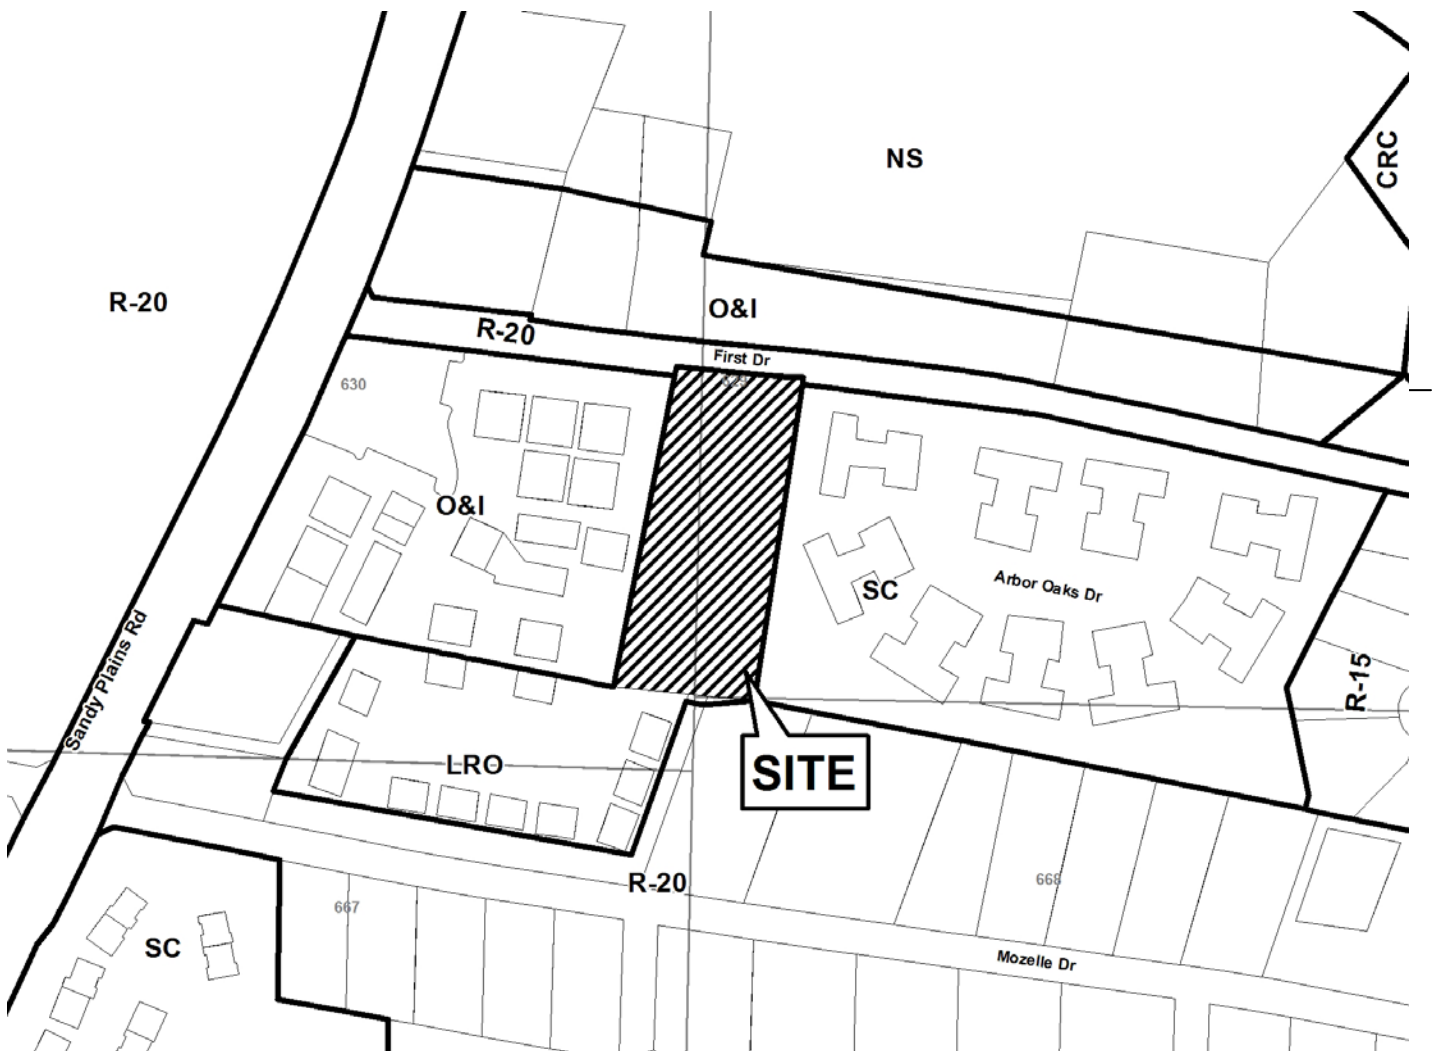 NS
CRC
R-20
O&I
R-20
First Dr
630
629
O&I
SC
Arbor Oaks Dr
R-15
Sandy Plains Rd
LRO
SITE
R-20
668
667
SC
Mozelle Dr